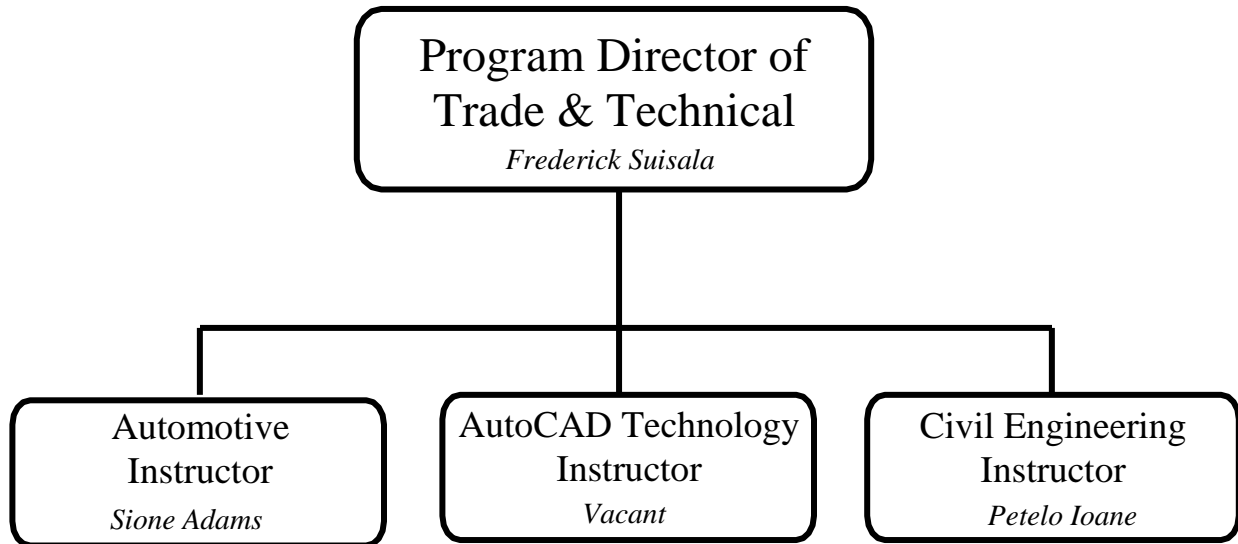 Program Director of
Trade & Technical
Frederick Suisala
Automotive
Instructor
Sione Adams
AutoCAD Technology
Instructor
Vacant
Civil Engineering
Instructor
Petelo Ioane